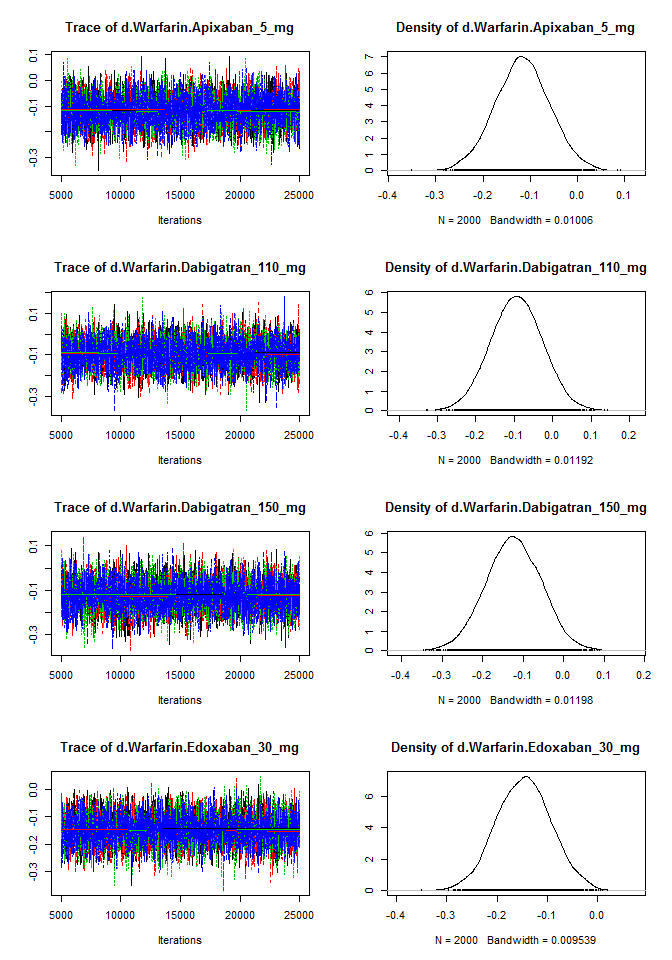 Trace of d.Warfarin.Apixaban_5_mg
0.1
0.0
-0.1
-0.3
5000 10000 15000 20000 25000
Iterations
Density of d.Warfarin.Apixaban_5_mg
7
6
5
4
3
2
1
0
-0.4 -0.3 -0.2 -0.1 0.0 0.1
N = 2000 Bandwidth = 0.01006
Trace of d.Warfarin.Dabigatran_110_mg
0.1
-0.1
-0.3
5000 10000 15000 20000 25000
Iterations
Density of d.Warfarin.Dabigatran_110_mg
6
5
4
3
2
1
0
-0.4 -0.3 -0.2 -0.1 0.0 0.1 0.2
N = 2000 Bandwidth = 0.01192
Trace of d.Warfarin.Dabigatran_150_mg
0.1
-0.1
-0.3
5000 10000 15000 20000 25000
Iterations
Density of d.Warfarin.Dabigatran_150_mg
6
5
4
3
2
1
0
-0.4 -0.3 -0.2 -0.1 0.0 0.1 0.2
N = 2000 Bandwidth = 0.01198
Trace of d.Warfarin.Edoxaban_30_mg
0.0
-0.1
-0.2
-0.3
5000 10000 15000 20000 25000
Iterations
Density of d.Warfarin.Edoxaban_30_mg
6
4
2
0
-0.4 -0.3 -0.2 -0.1 0.0
N = 2000 Bandwidth = 0.009539